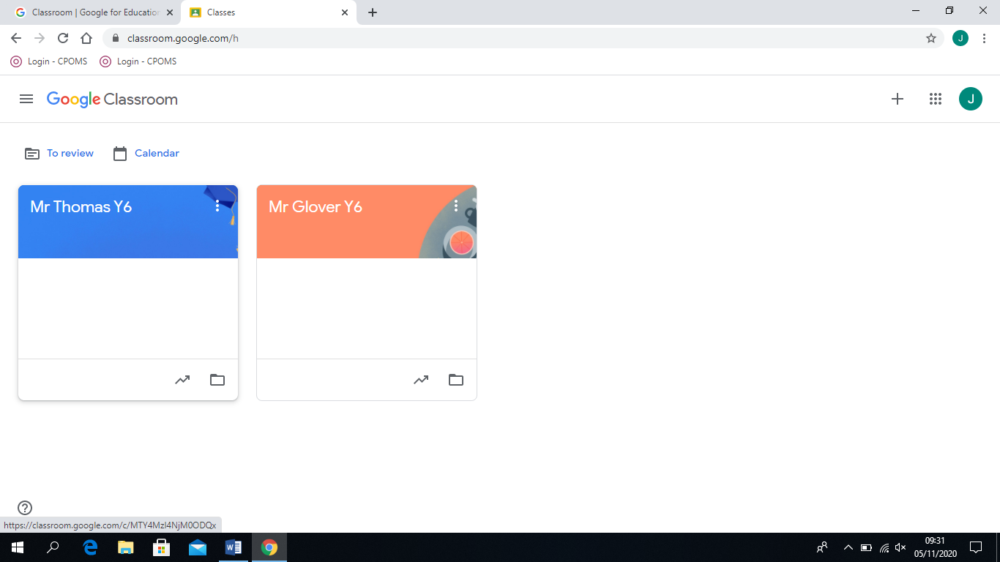 Classroom | Google for Education
Classes
classroom.google.com/h
J
Login - CPOMS
Login - CPOMS
Google Classroom
J
To review
Calendar
Mr Thomas Y6
Mr Glover Y6
https://classroom.google.com/c/MTY4MzI4NjM0ODQx
09:31
05/11/2020